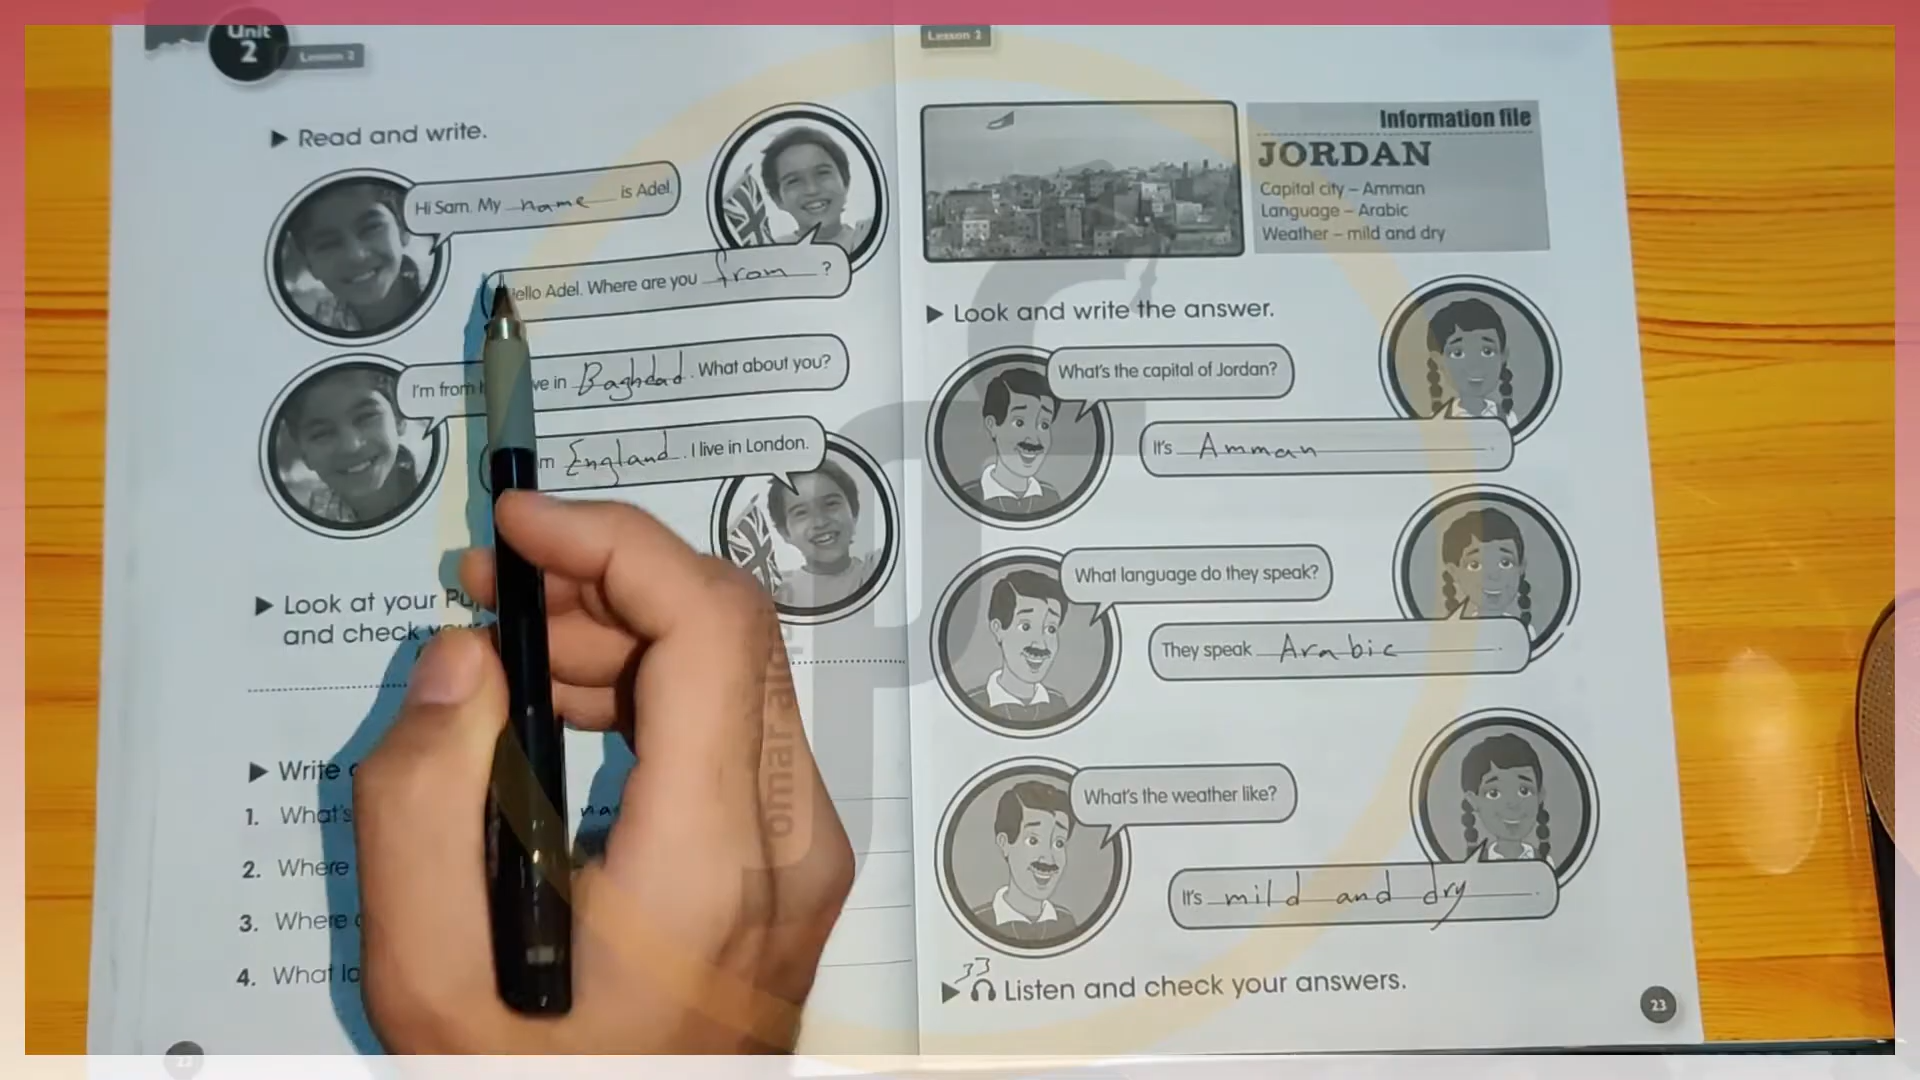 Unit
2
Lesson 2
Read and write.
Hi Sam. My name is Adel.
ello Adel. Where are you from ?
I'm from ve in Baghdad. What about you?
m England. I live in London.
Look at your
and check
Write
1. What's
2. Where
3. Where
4. What
Lesson 3
Information file
JORDAN
Capital city – Amman
Language – Arabic
Weather – mild and dry
Look and write the answer.
What's the capital of Jordan?
It's Amman.
What language do they speak?
They speak Arabic.
What's the weather like?
It's mild and dry.
33
Listen and check your answers.
23